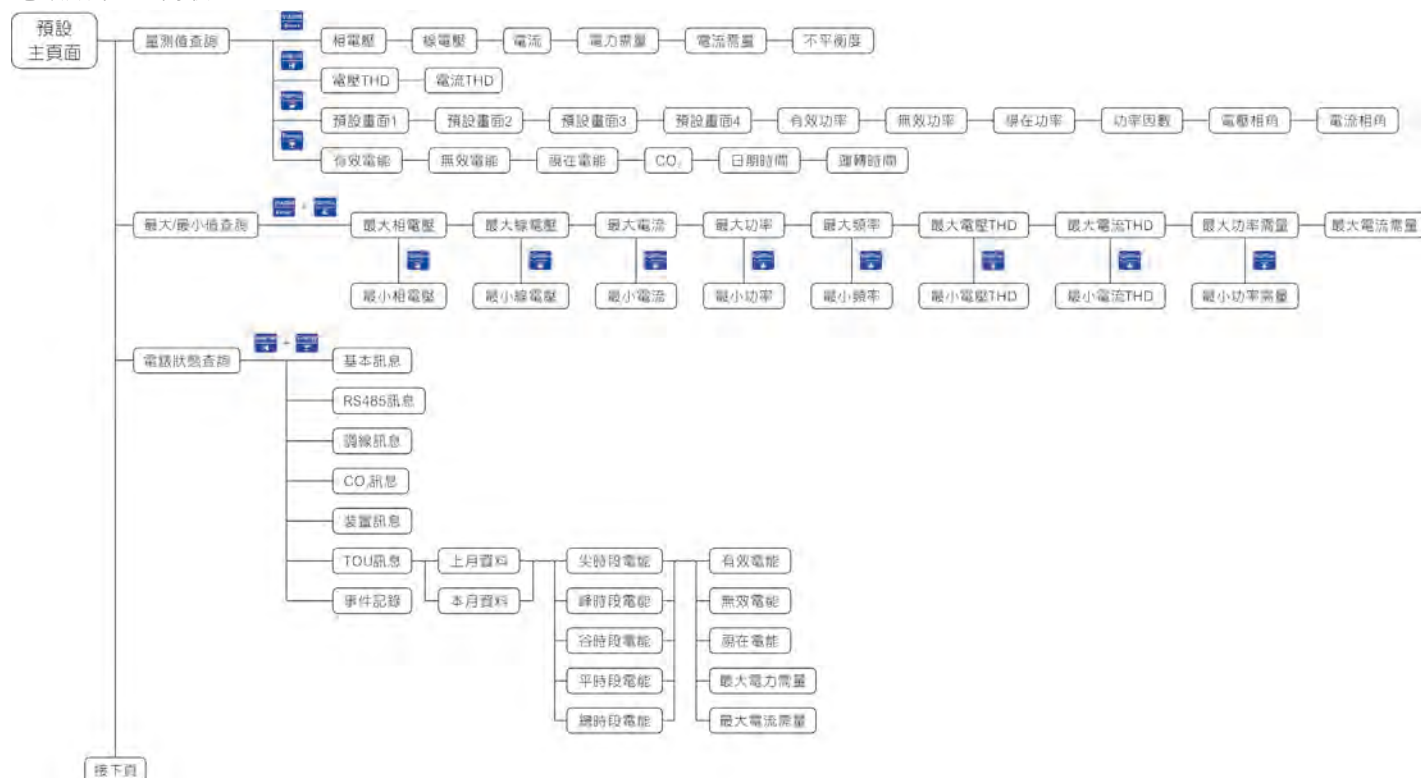 預設
主頁面
量測值查詢
相電壓 線電壓 電流 電力需量 電流需量 不平衡度
電壓THD 電流THD
預設畫面1 預設畫面2 預設畫面3 預設畫面4 有效功率 無效功率 視在功率 功率因數 電壓相角 電流相角
有效電能 無效電能 視在電能 CO₂ 日期時間 運轉時間
最大/最小值查詢 + 最大相電壓 最大線電壓 最大電流 最大功率 最大頻率 最大電壓THD 最大電流THD 最大功率需量 最大電流需量
最小相電壓 最小線電壓 最小電流 最小功率 最小頻率 最小電壓THD 最小電流THD 最小功率需量
電錶狀態查詢 + 基本訊息
RS485訊息
接線訊息
CO₂訊息
裝置訊息
TOU訊息 上月資料 尖時段電能 有效電能
事件記錄 本月資料 峰時段電能 無效電能
谷時段電能 視在電能
平時段電能 最大電力需量
總時段電能 最大電流需量
接下頁